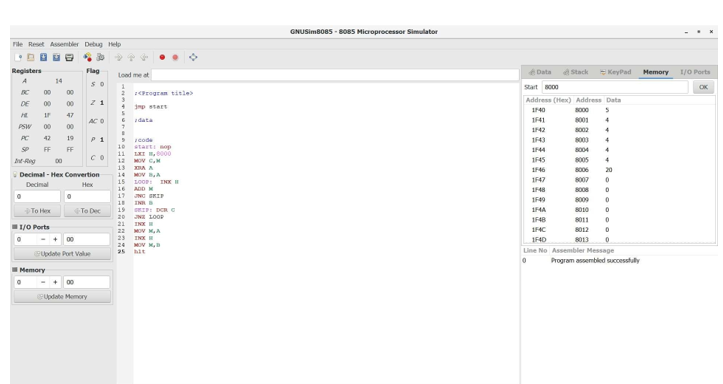 GNUSim8085 - 8085 Microprocessor Simulator
File Reset Assembler Debug Help
Registers Flag
A 14
BC 00 00
DE 00 00
HL 1F 47
PSW 00 00
PC 42 19
SP FF FF
Int-Reg 00
S 0
Z 1
AC 0
P 1
C 0
Decimal - Hex Convertion
Decimal Hex
0 0
To Hex To Dec
I/O Ports
0 - + 00
Update Port Value
Memory
0 - + 00
Update Memory
Load me at
1
2 ;<Program title>
3
4 jmp start
5
6 ;data
7
8
9 ;code
10 start: nop
11 LXI H,8000
12 MOV C,M
13 XRA A
14 MOV B,A
15 LOOP: INX H
16 ADD M
17 JNC SKIP
18 INR B
19 SKIP: DCR C
20 JNZ LOOP
21 INX H
22 MOV M,A
23 INX H
24 MOV M,B
25 hlt
Data Stack KeyPad Memory I/O Ports
Start 8000 OK
Address (Hex) Address Data
1F40 8000 5
1F41 8001 4
1F42 8002 4
1F43 8003 4
1F44 8004 4
1F45 8005 4
1F46 8006 20
1F47 8007 0
1F48 8008 0
1F49 8009 0
1F4A 8010 0
1F4B 8011 0
1F4C 8012 0
1F4D 8013 0
Line No Assembler Message
0 Program assembled successfully